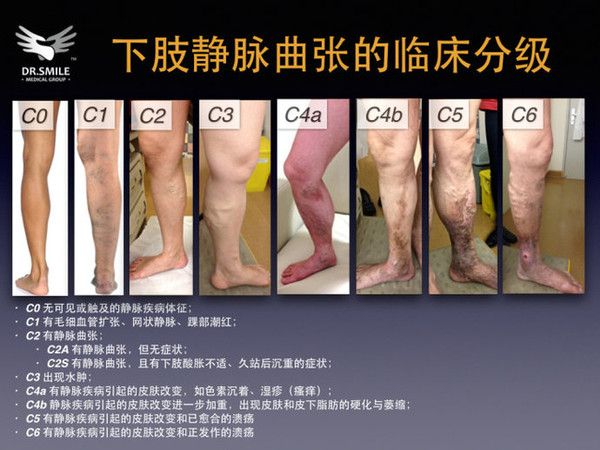 DR.SMILE
MEDICAL GROUP
TM
下肢静脉曲张的临床分级
C0 C1 C2 C3 C4a C4b C5 C6
· C0 无可见或触及的静脉疾病体征；
· C1 有毛细血管扩张、网状静脉、踝部潮红；
· C2 有静脉曲张；
· C2A 有静脉曲张，但无症状；
· C2S 有静脉曲张，且有下肢酸胀不适、久站后沉重的症状；
· C3 出现水肿；
· C4a 有静脉疾病引起的皮肤改变，如色素沉着、湿疹（瘙痒）；
· C4b 静脉疾病引起的皮肤改变进一步加重，出现皮肤和皮下脂肪的硬化与萎缩；
· C5 有静脉疾病引起的皮肤改变和已愈合的溃疡
· C6 有静脉疾病引起的皮肤改变和正发作的溃疡